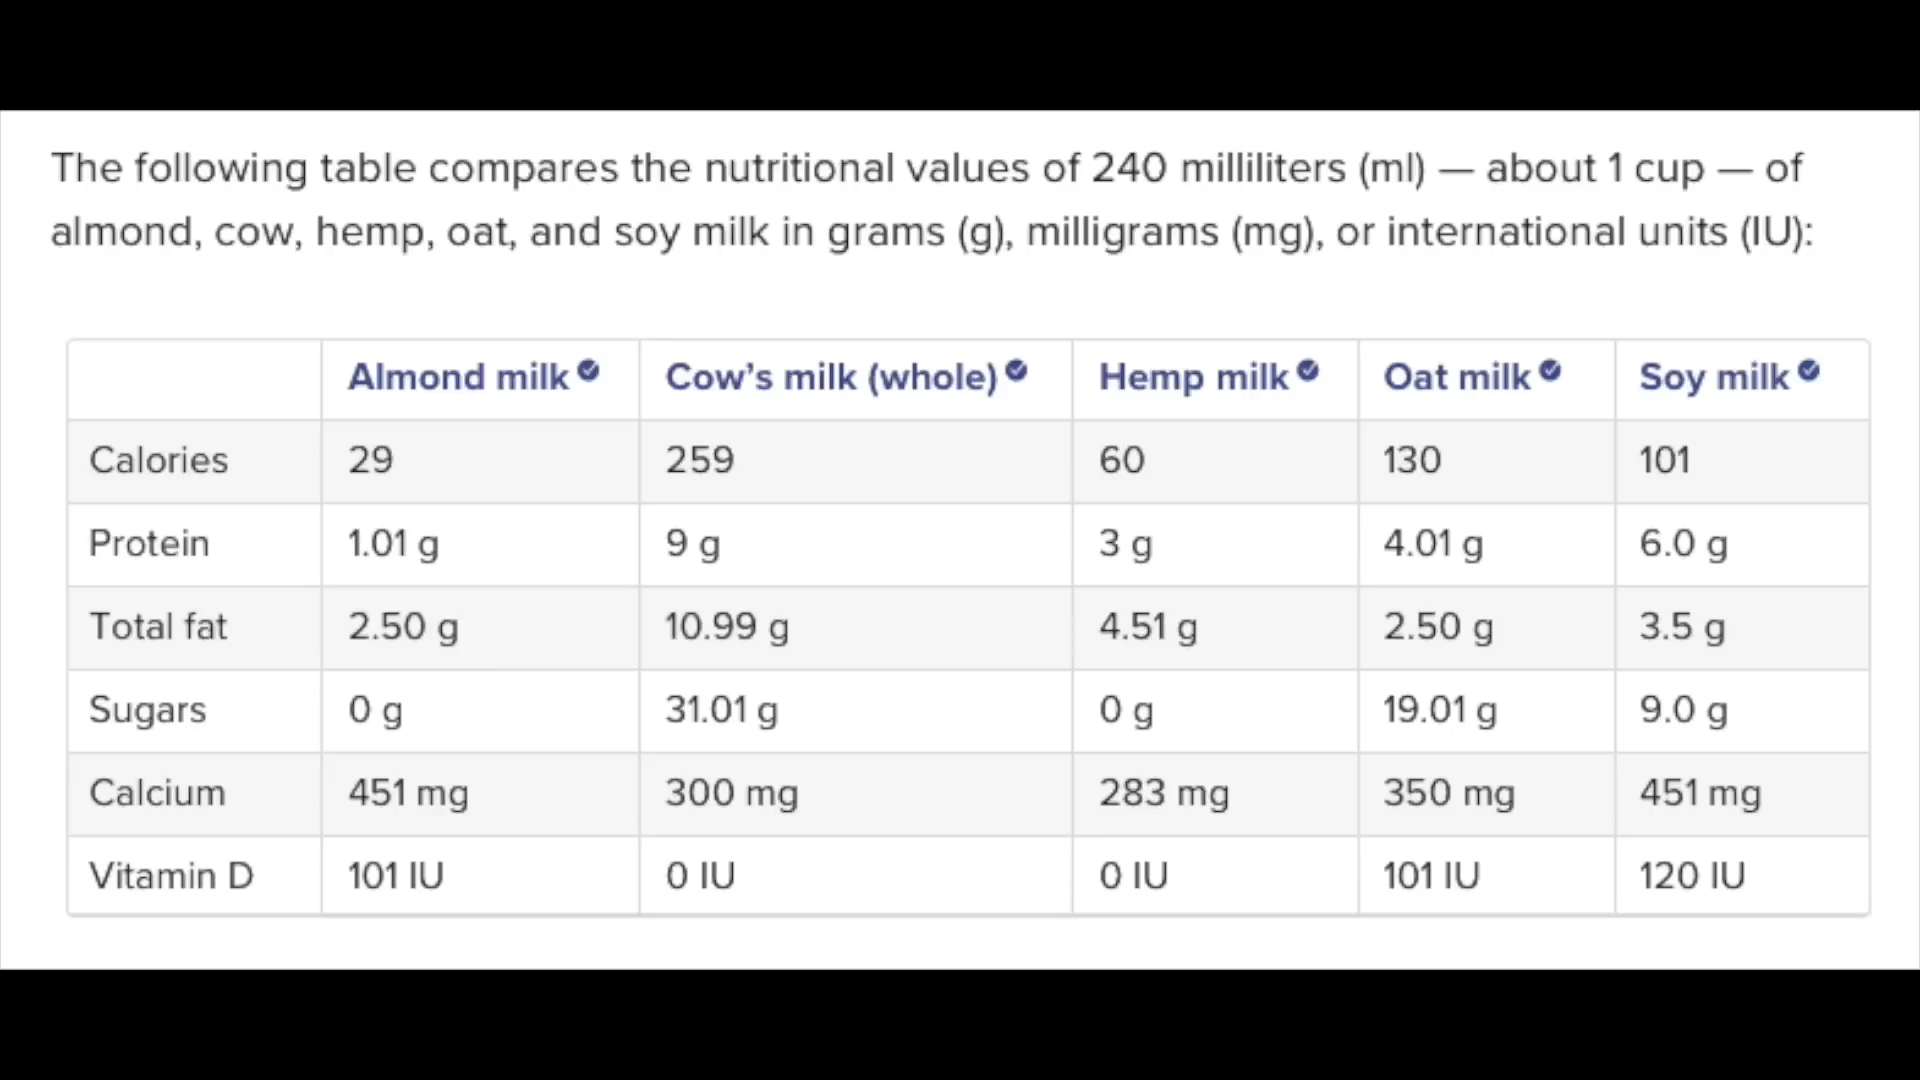 The following table compares the nutritional values of 240 milliliters (ml) — about 1 cup — of
almond, cow, hemp, oat, and soy milk in grams (g), milligrams (mg), or international units (IU):
Almond milk Cow’s milk (whole) Hemp milk Oat milk Soy milk
Calories 29 259 60 130 101
Protein 1.01 g 9 g 3 g 4.01 g 6.0 g
Total fat 2.50 g 10.99 g 4.51 g 2.50 g 3.5 g
Sugars 0 g 31.01 g 0 g 19.01 g 9.0 g
Calcium 451 mg 300 mg 283 mg 350 mg 451 mg
Vitamin D 101 IU 0 IU 0 IU 101 IU 120 IU